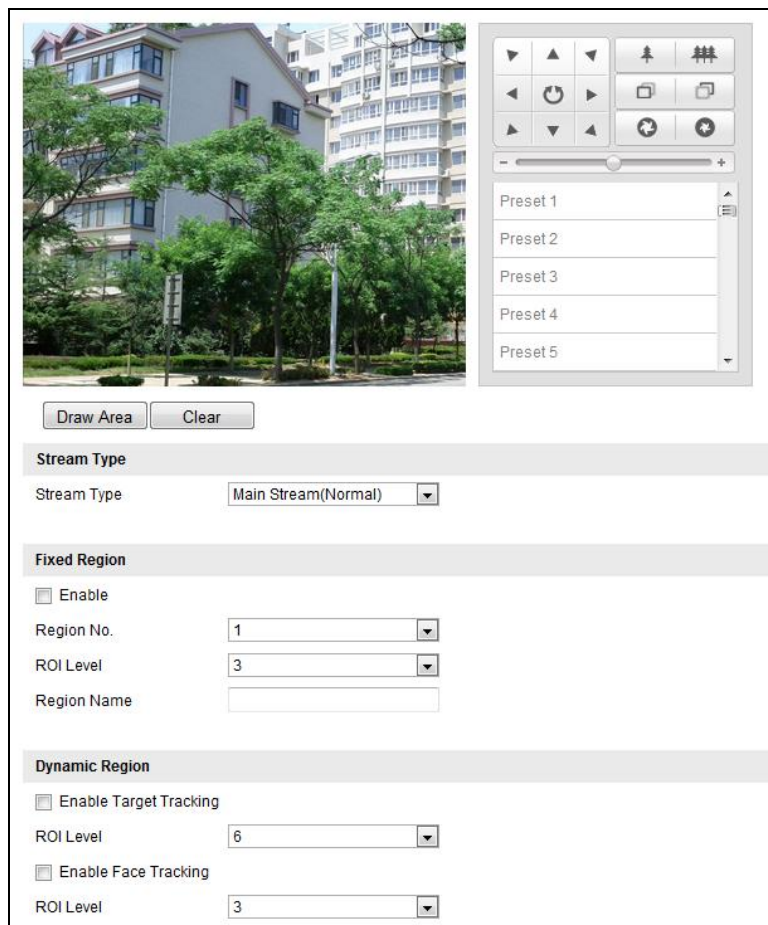 Preset 1
Preset 2
Preset 3
Preset 4
Preset 5
Draw Area Clear
Stream Type
Stream Type Main Stream(Normal)
Fixed Region
Enable
Region No. 1
ROI Level 3
Region Name
Dynamic Region
Enable Target Tracking
ROI Level 6
Enable Face Tracking
ROI Level 3